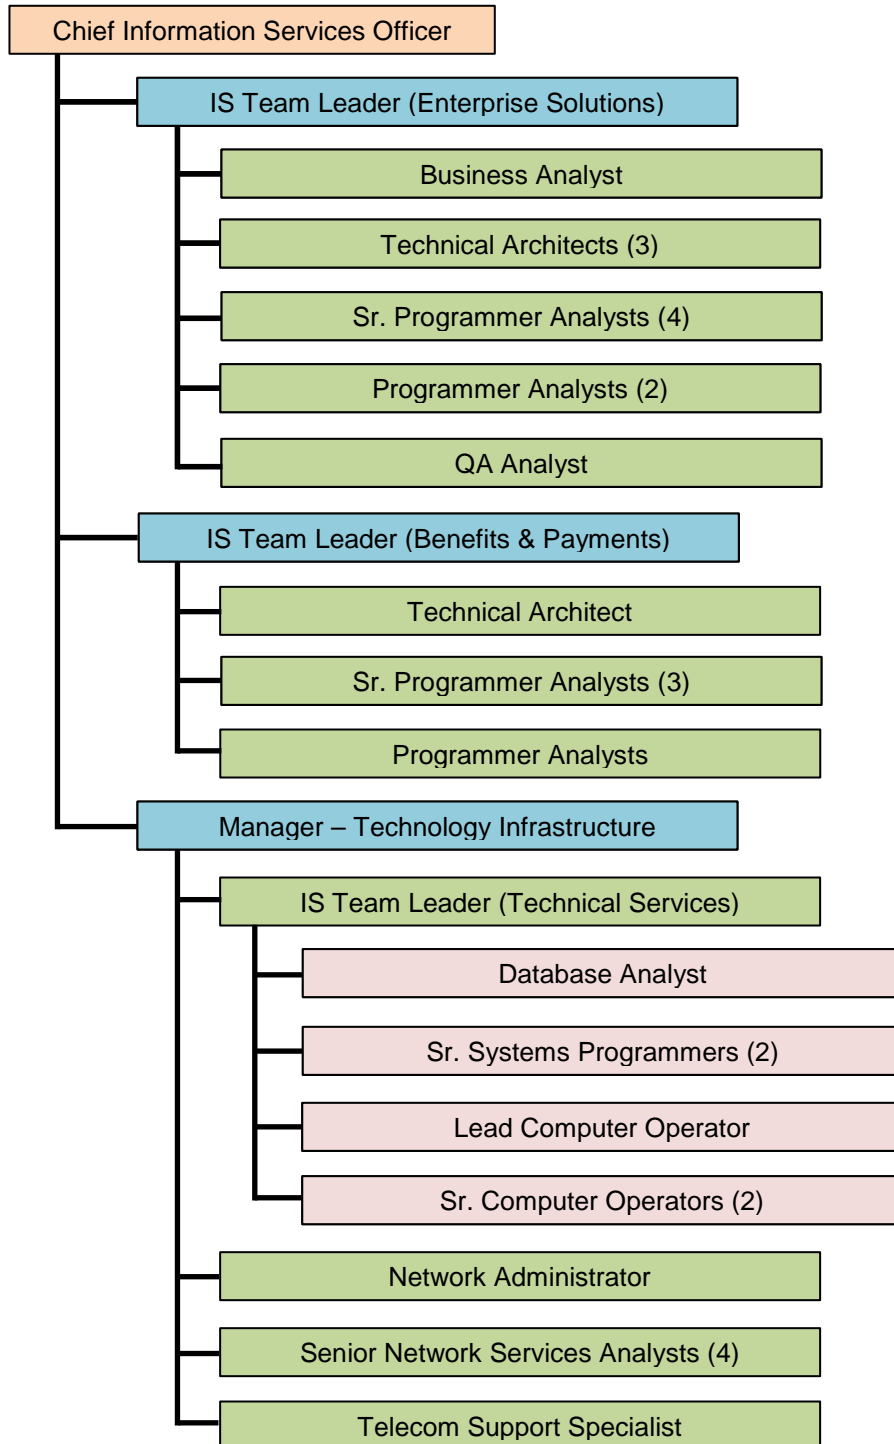 Chief Information Services Officer
IS Team Leader (Enterprise Solutions)
Business Analyst
Technical Architects (3)
Sr. Programmer Analysts (4)
Programmer Analysts (2)
QA Analyst
IS Team Leader (Benefits & Payments)
Technical Architect
Sr. Programmer Analysts (3)
Programmer Analysts
Manager – Technology Infrastructure
IS Team Leader (Technical Services)
Database Analyst
Sr. Systems Programmers (2)
Lead Computer Operator
Sr. Computer Operators (2)
Network Administrator
Senior Network Services Analysts (4)
Telecom Support Specialist